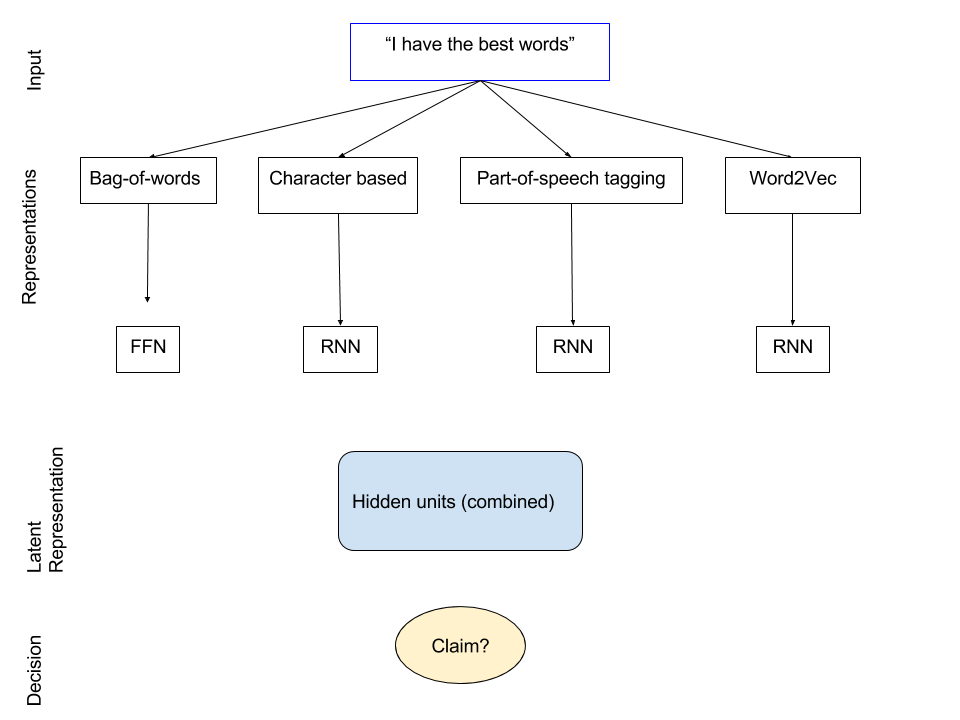 Input
“I have the best words”
Representations
Bag-of-words
Character based
Part-of-speech tagging
Word2Vec
FFN
RNN
RNN
RNN
Latent
Representation
Hidden units (combined)
Decision
Claim?